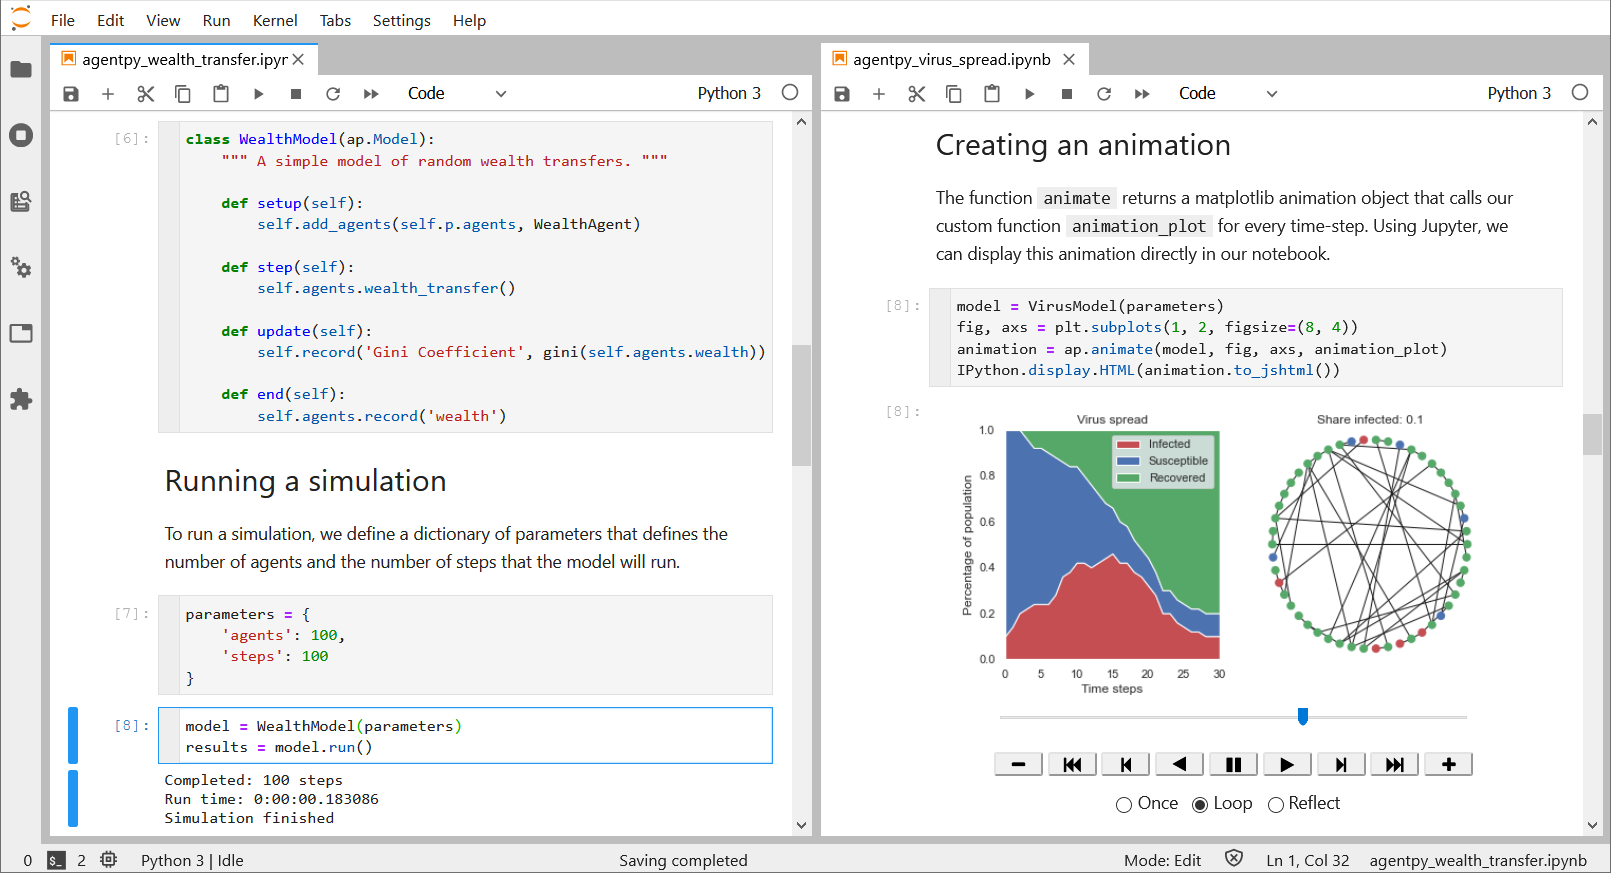 File Edit View Run Kernel Tabs Settings Help
agentpy_wealth_transfer.ipyn
Code
Python 3
[6]:
class WealthModel(ap.Model):
    """ A simple model of random wealth transfers. """
    def setup(self):
        self.add_agents(self.p.agents, WealthAgent)
    def step(self):
        self.agents.wealth_transfer()
    def update(self):
        self.record('Gini Coefficient', gini(self.agents.wealth))
    def end(self):
        self.agents.record('wealth')
Running a simulation
To run a simulation, we define a dictionary of parameters that defines the
number of agents and the number of steps that the model will run.
[7]:
parameters = {
    'agents': 100,
    'steps': 100
}
[8]:
model = WealthModel(parameters)
results = model.run()
Completed: 100 steps
Run time: 0:00:00.183086
Simulation finished
agentpy_virus_spread.ipynb
Code
Python 3
Creating an animation
The function animate returns a matplotlib animation object that calls our
custom function animation_plot for every time-step. Using Jupyter, we
can display this animation directly in our notebook.
[8]:
model = VirusModel(parameters)
fig, axs = plt.subplots(1, 2, figsize=(8, 4))
animation = ap.animate(model, fig, axs, animation_plot)
IPython.display.HTML(animation.to_jshtml())
[8]:
Virus spread
Infected
Susceptible
Recovered
Percentage of population
1.0
0.8
0.6
0.4
0.2
0.0
0 5 10 15 20 25 30
Time steps
Share infected: 0.1
Once Loop Reflect
0 $_ 2 Python 3 | Idle Saving completed Mode: Edit Ln 1, Col 32 agentpy_wealth_transfer.ipynb